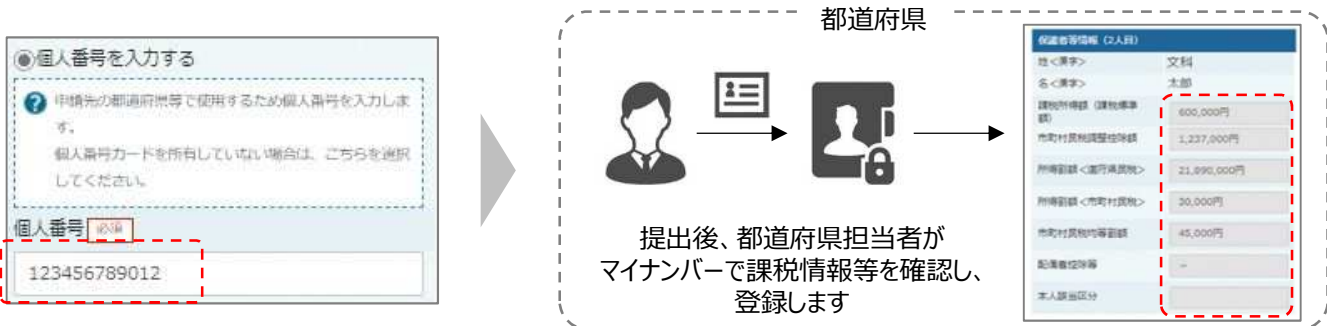 個人番号を入力する
申請先の都道府県等で使用するため個人番号を入力しま
す。
個人番号カードを所有していない場合は、こちらを選択
してください。
個人番号 必須
123456789012
都道府県
提出後、都道府県担当者が
マイナンバーで課税情報等を確認し、
登録します
保護者等情報（2人目）
姓<漢字> 文科
名<漢字> 太郎
課税所得額（課税標準
額） 600,000円
市町村民税調整控除額 1,237,000円
所得割額<道府県民税> 21,890,000円
所得割額<市町村民税> 30,000円
市町村民税均等割額 45,000円
配偶者控除等 −
本人該当区分